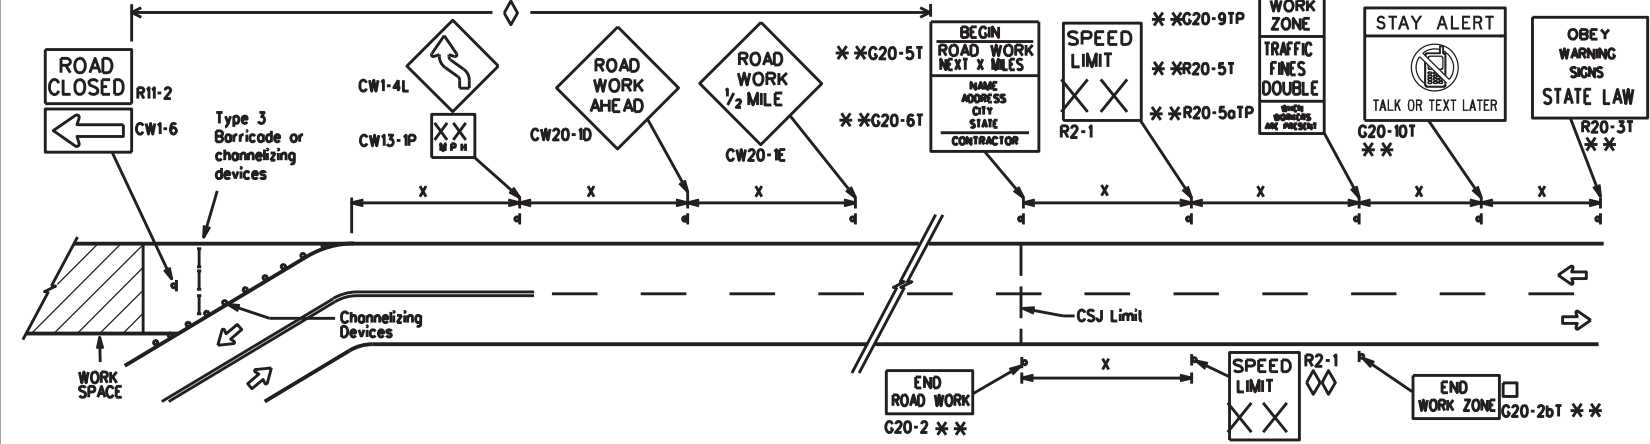 ROAD
CLOSED
R11-2
CW1-6
Type 3
Barricade or
channelizing
devices
CW1-4L
XX
MPH
CW13-1P
ROAD
WORK
AHEAD
CW20-1D
ROAD
WORK
1/2 MILE
CW20-1E
* *G20-5T
* *G20-6T
BEGIN
ROAD WORK
NEXT X MILES
NAME
ADDRESS
CITY
STATE
CONTRACTOR
SPEED
LIMIT
XX
R2-1
* *G20-9TP
* *R20-5T
* *R20-5aTP
WORK
ZONE
TRAFFIC
FINES
DOUBLE
WHEN
WORKERS
ARE PRESENT
STAY ALERT
TALK OR TEXT LATER
G20-10T
* *
OBEY
WARNING
SIGNS
STATE LAW
R20-3T
* *
X
X
X
X
X
X
X
Channelizing
Devices
CSJ Limit
WORK
SPACE
X
END
ROAD WORK
G20-2 * *
SPEED
LIMIT
XX
R2-1
END
WORK ZONE
G20-2bT * *